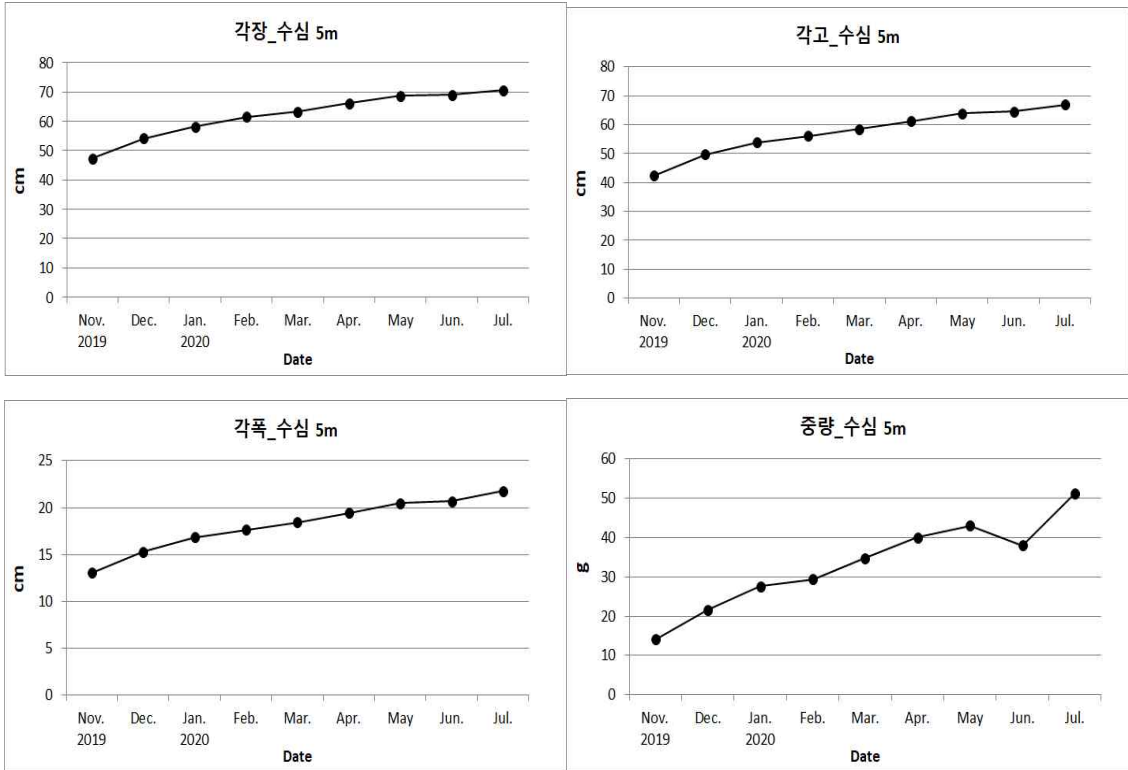 각장_수심 5m
80
70
60
50
40
30
20
10
0
cm
Nov. Dec. Jan. Feb. Mar. Apr. May Jun. Jul.
2019 2020
Date
각고_수심 5m
80
70
60
50
40
30
20
10
0
cm
Nov. Dec. Jan. Feb. Mar. Apr. May Jun. Jul.
2019 2020
Date
각폭_수심 5m
25
20
15
10
5
0
cm
Nov. Dec. Jan. Feb. Mar. Apr. May Jun. Jul.
2019 2020
Date
중량_수심 5m
60
50
40
30
20
10
0
g
Nov. Dec. Jan. Feb. Mar. Apr. May Jun. Jul.
2019 2020
Date